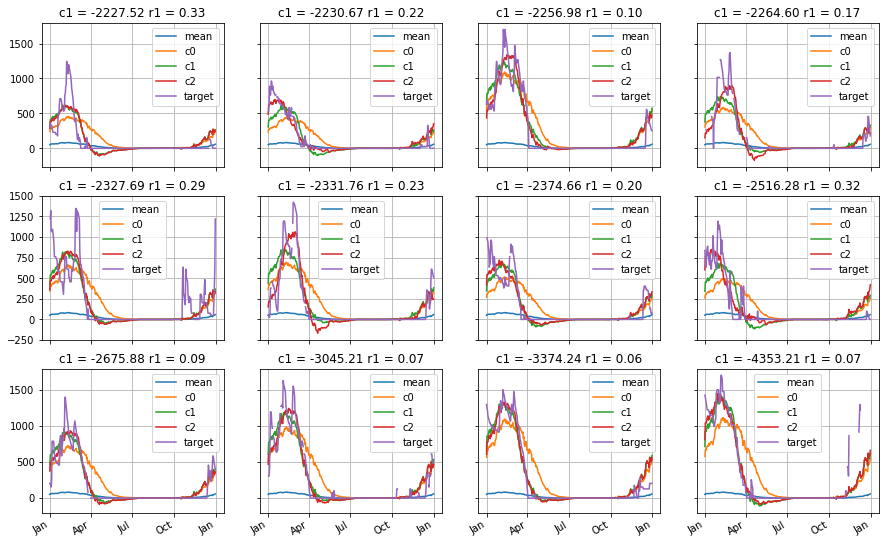 c1 = -2227.52 r1 = 0.33
c1 = -2230.67 r1 = 0.22
c1 = -2256.98 r1 = 0.10
c1 = -2264.60 r1 = 0.17
1500
1000
500
0
mean
c0
c1
c2
target
mean
c0
c1
c2
target
mean
c0
c1
c2
target
mean
c0
c1
c2
target
c1 = -2327.69 r1 = 0.29
c1 = -2331.76 r1 = 0.23
c1 = -2374.66 r1 = 0.20
c1 = -2516.28 r1 = 0.32
1500
1250
1000
750
500
250
0
−250
mean
c0
c1
c2
target
mean
c0
c1
c2
target
mean
c0
c1
c2
target
mean
c0
c1
c2
target
c1 = -2675.88 r1 = 0.09
c1 = -3045.21 r1 = 0.07
c1 = -3374.24 r1 = 0.06
c1 = -4353.21 r1 = 0.07
1500
1000
500
0
mean
c0
c1
c2
target
mean
c0
c1
c2
target
mean
c0
c1
c2
target
mean
c0
c1
c2
target
Jan Apr Jul Oct Jan
Jan Apr Jul Oct Jan
Jan Apr Jul Oct Jan
Jan Apr Jul Oct Jan